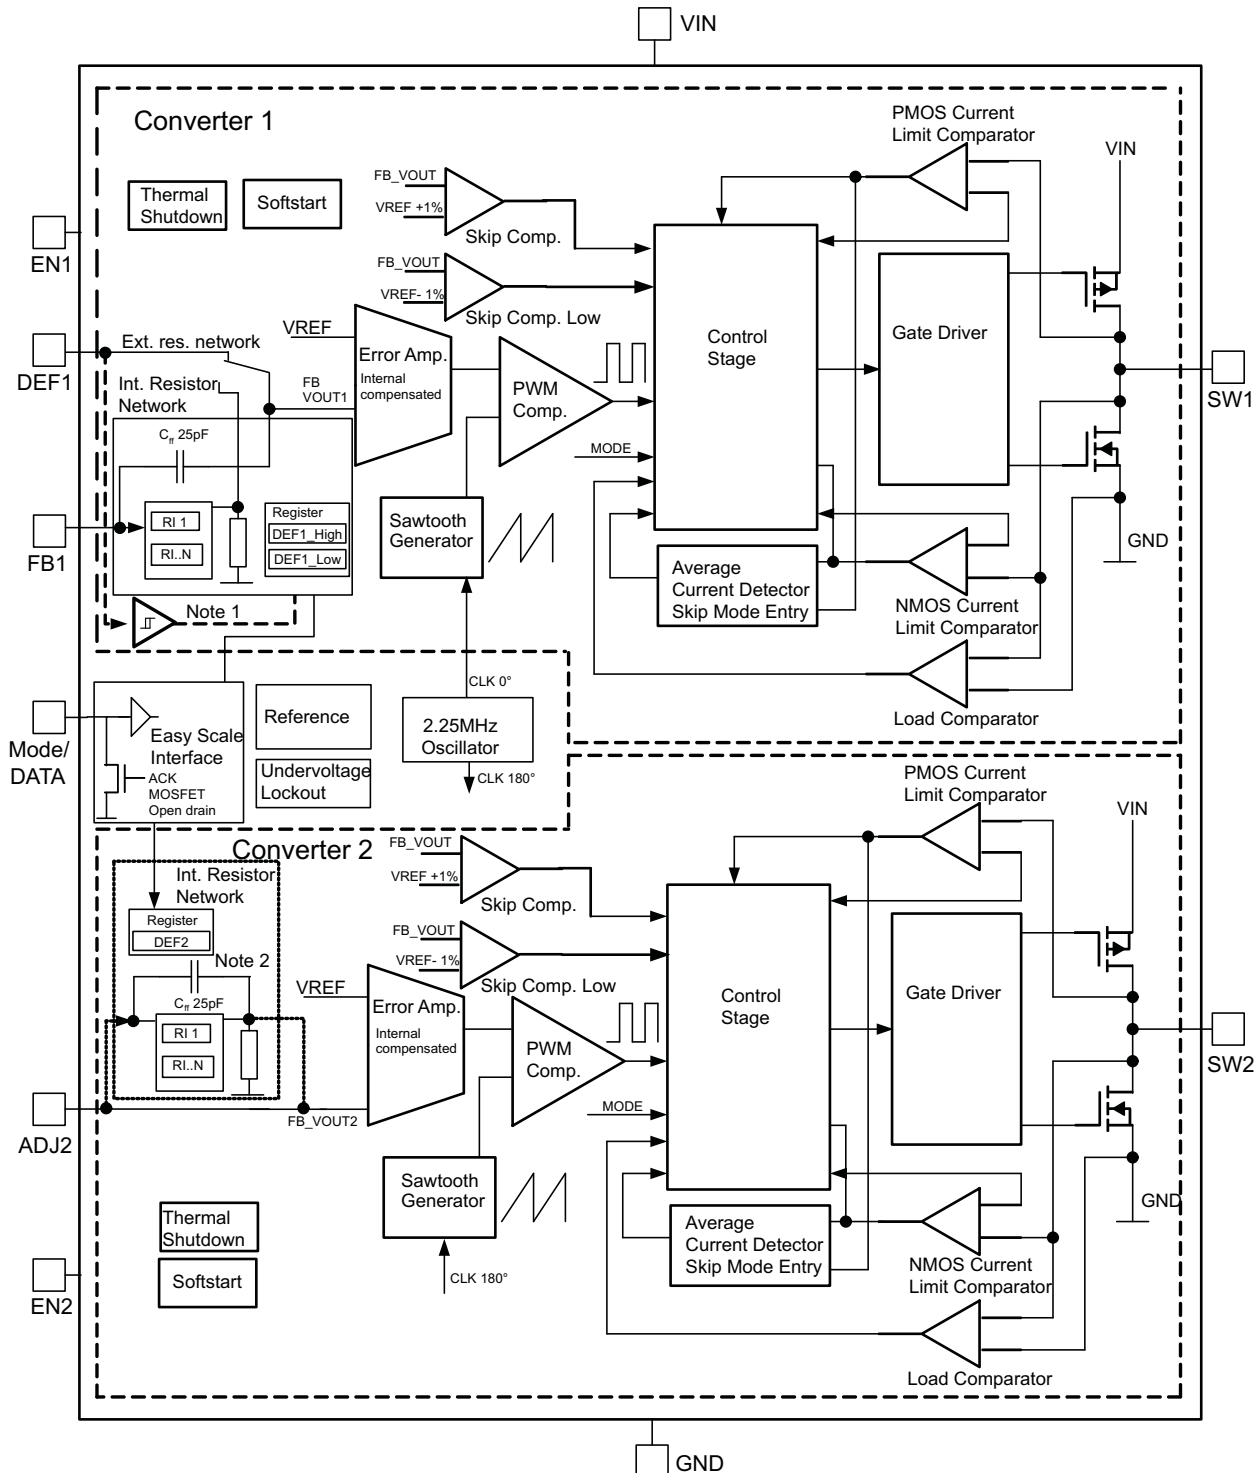 VIN
Converter 1
PMOS Current
Limit Comparator
VIN
Thermal
Shutdown
Softstart
FB_VOUT
VREF +1%
Skip Comp.
EN1
FB_VOUT
VREF- 1%
Skip Comp. Low
Control
Stage
Gate Driver
VREF
Error Amp.
Internal
compensated
Ext. res. network
DEF1
Int. Resistor
Network
FB
VOUT1
PWM
Comp.
SW1
Cff 25pF
MODE
RI 1
RI..N
Register
DEF1_High
DEF1_Low
FB1
Sawtooth
Generator
GND
Average
Current Detector
Skip Mode Entry
NMOS Current
Limit Comparator
Note 1
CLK 0°
Load Comparator
Mode/
DATA
Easy Scale
Interface
ACK
MOSFET
Open drain
Reference
Undervoltage
Lockout
2.25MHz
Oscillator
CLK 180°
PMOS Current
Limit Comparator
VIN
Converter 2
FB_VOUT
VREF +1%
Skip Comp.
Int. Resistor
Network
Register
DEF2
Note 2
FB_VOUT
VREF- 1%
Skip Comp. Low
Control
Stage
Gate Driver
VREF
Error Amp.
Internal
compensated
Cff 25pF
RI 1
RI..N
PWM
Comp.
SW2
MODE
ADJ2
FB_VOUT2
Sawtooth
Generator
GND
Average
Current Detector
Skip Mode Entry
NMOS Current
Limit Comparator
Thermal
Shutdown
Softstart
CLK 180°
EN2
Load Comparator
GND